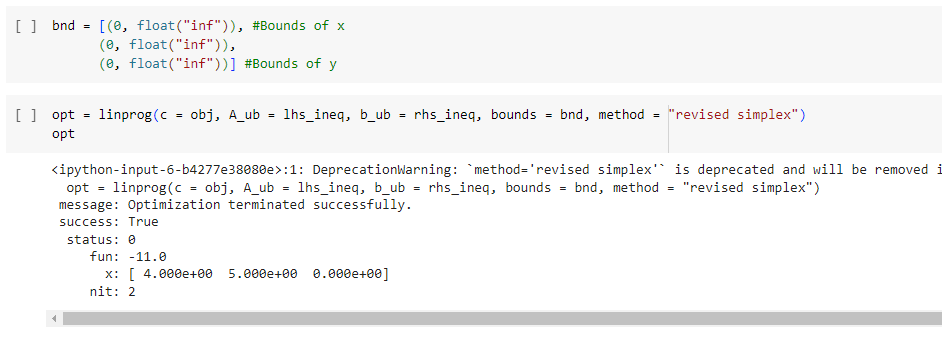 [ ] bnd = [(0, float("inf")), #Bounds of x
(0, float("inf")),
(0, float("inf"))] #Bounds of y
[ ] opt = linprog(c = obj, A_ub = lhs_ineq, b_ub = rhs_ineq, bounds = bnd, method = "revised simplex")
opt
<ipython-input-6-b4277e38080e>:1: DeprecationWarning: `method='revised simplex'` is deprecated and will be removed i
opt = linprog(c = obj, A_ub = lhs_ineq, b_ub = rhs_ineq, bounds = bnd, method = "revised simplex")
message: Optimization terminated successfully.
success: True
status: 0
fun: -11.0
x: [ 4.000e+00 5.000e+00 0.000e+00]
nit: 2